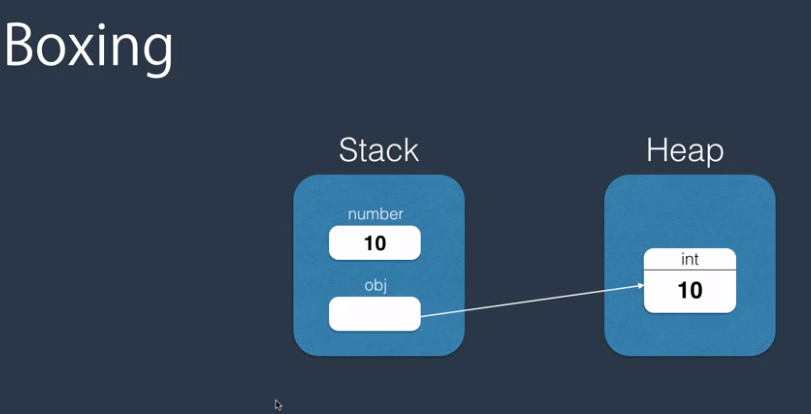 Boxing
Stack
Heap
number
10
obj
int
10